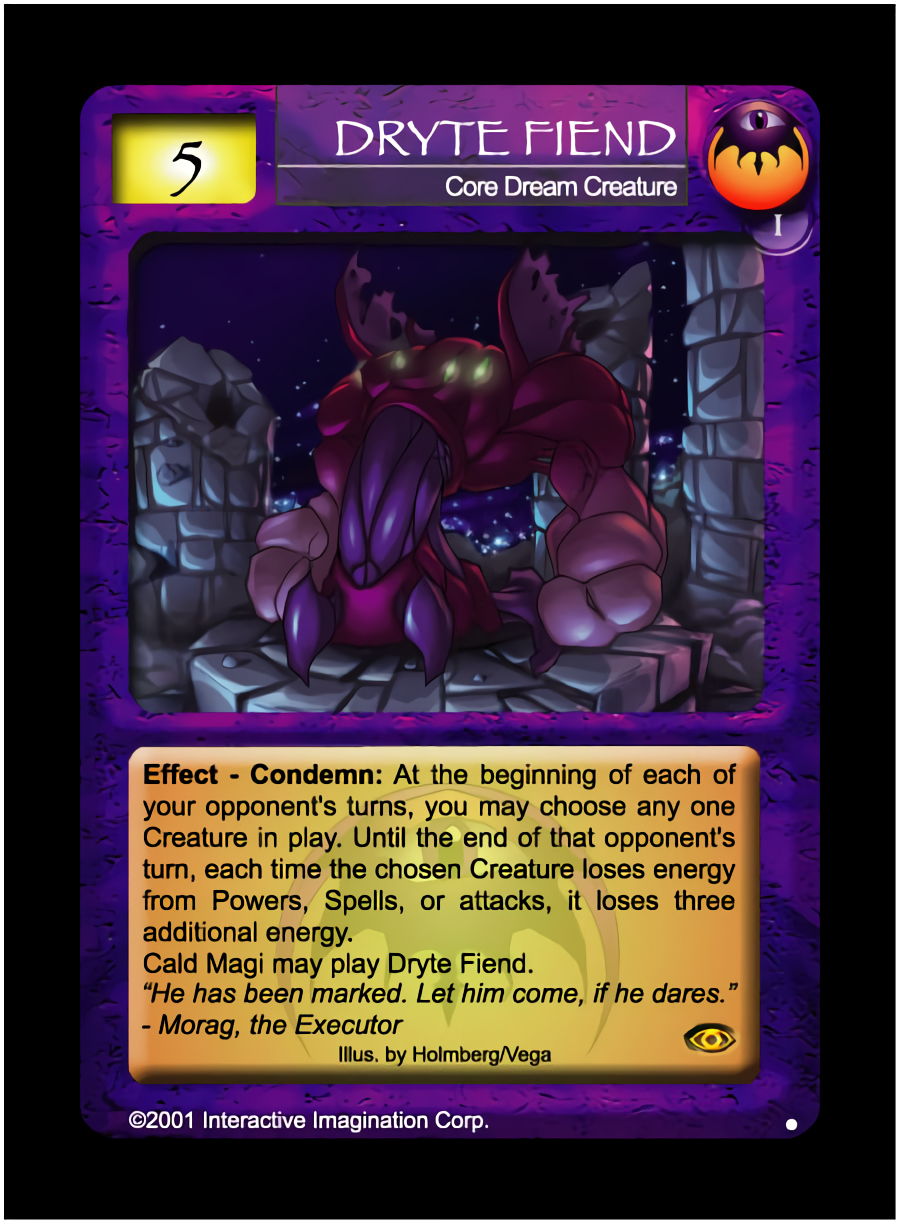 5
DRYTE FIEND
Core Dream Creature
I
Effect - Condemn: At the beginning of each of
your opponent's turns, you may choose any one
Creature in play. Until the end of that opponent's
turn, each time the chosen Creature loses energy
from Powers, Spells, or attacks, it loses three
additional energy.
Cald Magi may play Dryte Fiend.
“He has been marked. Let him come, if he dares.”
- Morag, the Executor
Illus. by Holmberg/Vega
©2001 Interactive Imagination Corp.